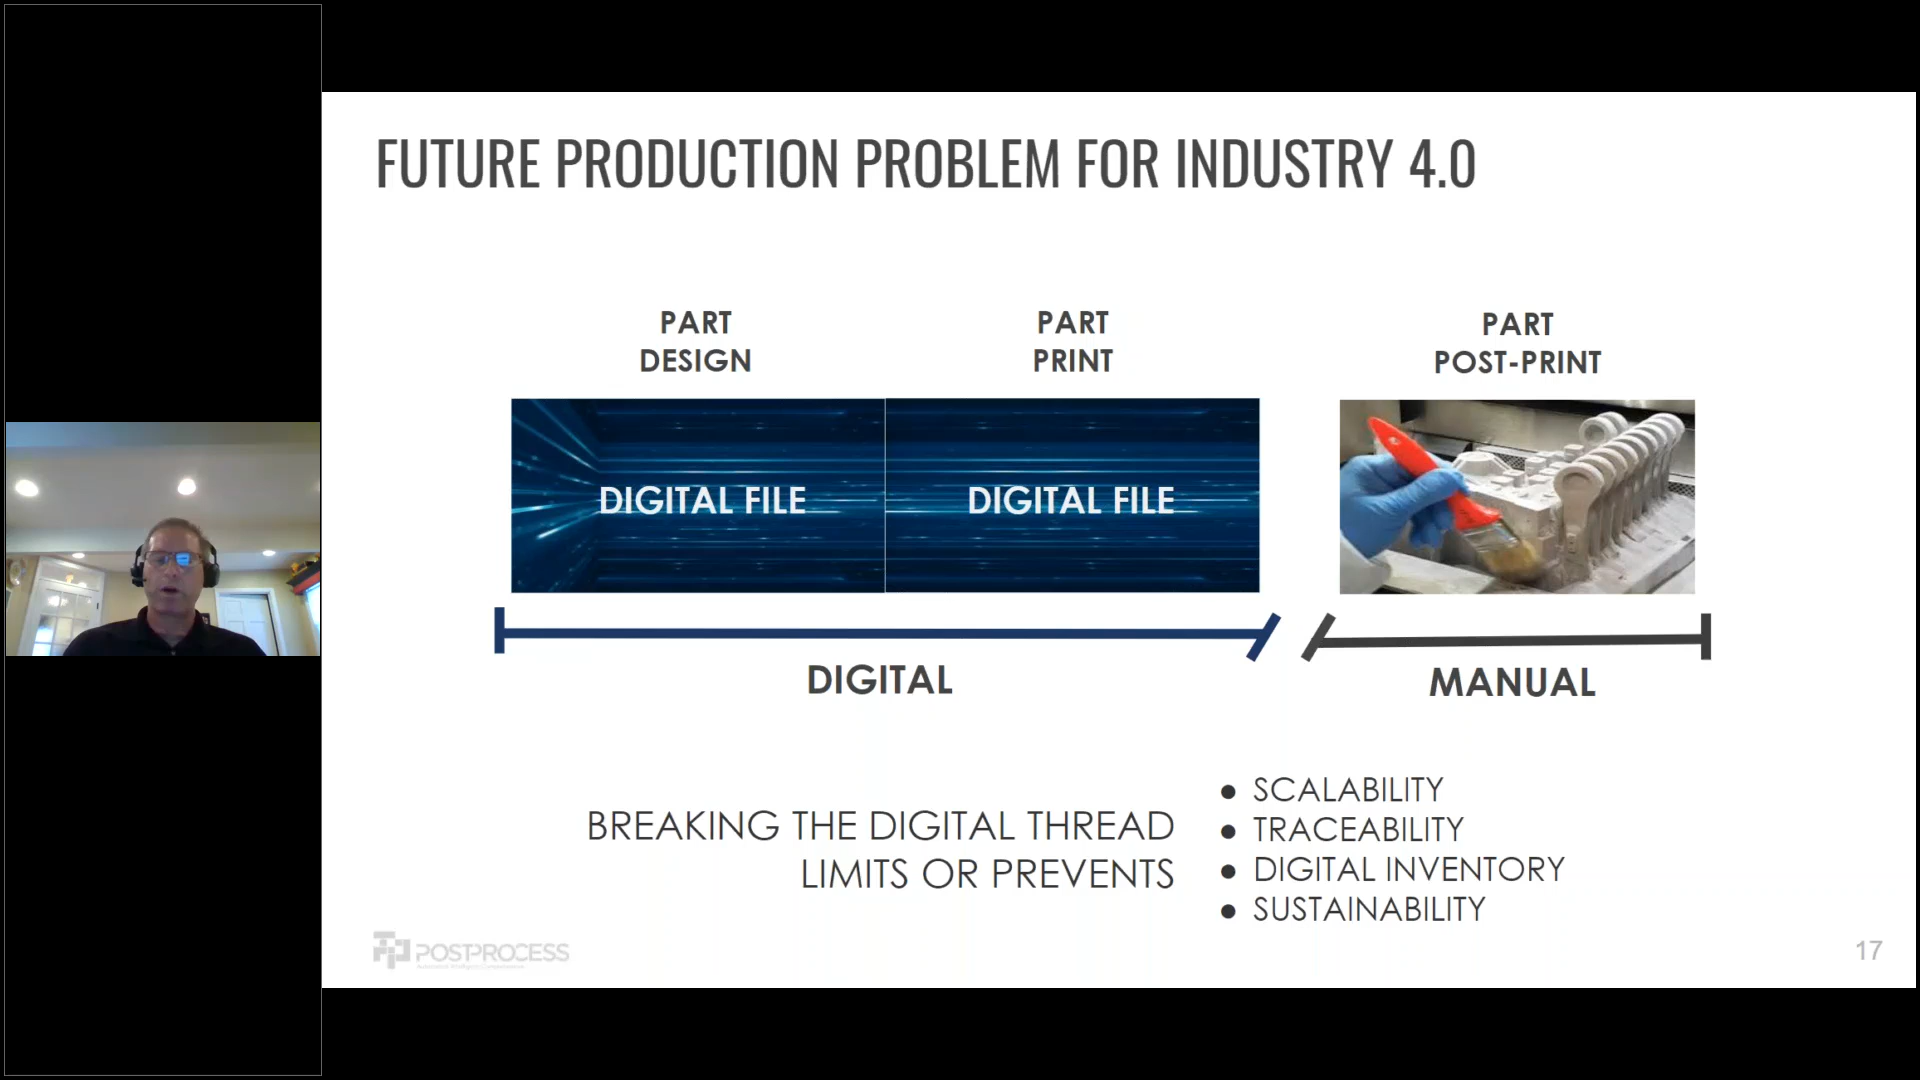 FUTURE PRODUCTION PROBLEM FOR INDUSTRY 4.0
PART
DESIGN
PART
PRINT
PART
POST-PRINT
DIGITAL FILE
DIGITAL FILE
DIGITAL
MANUAL
BREAKING THE DIGITAL THREAD
LIMITS OR PREVENTS
● SCALABILITY
● TRACEABILITY
● DIGITAL INVENTORY
● SUSTAINABILITY
POSTPROCESS
17